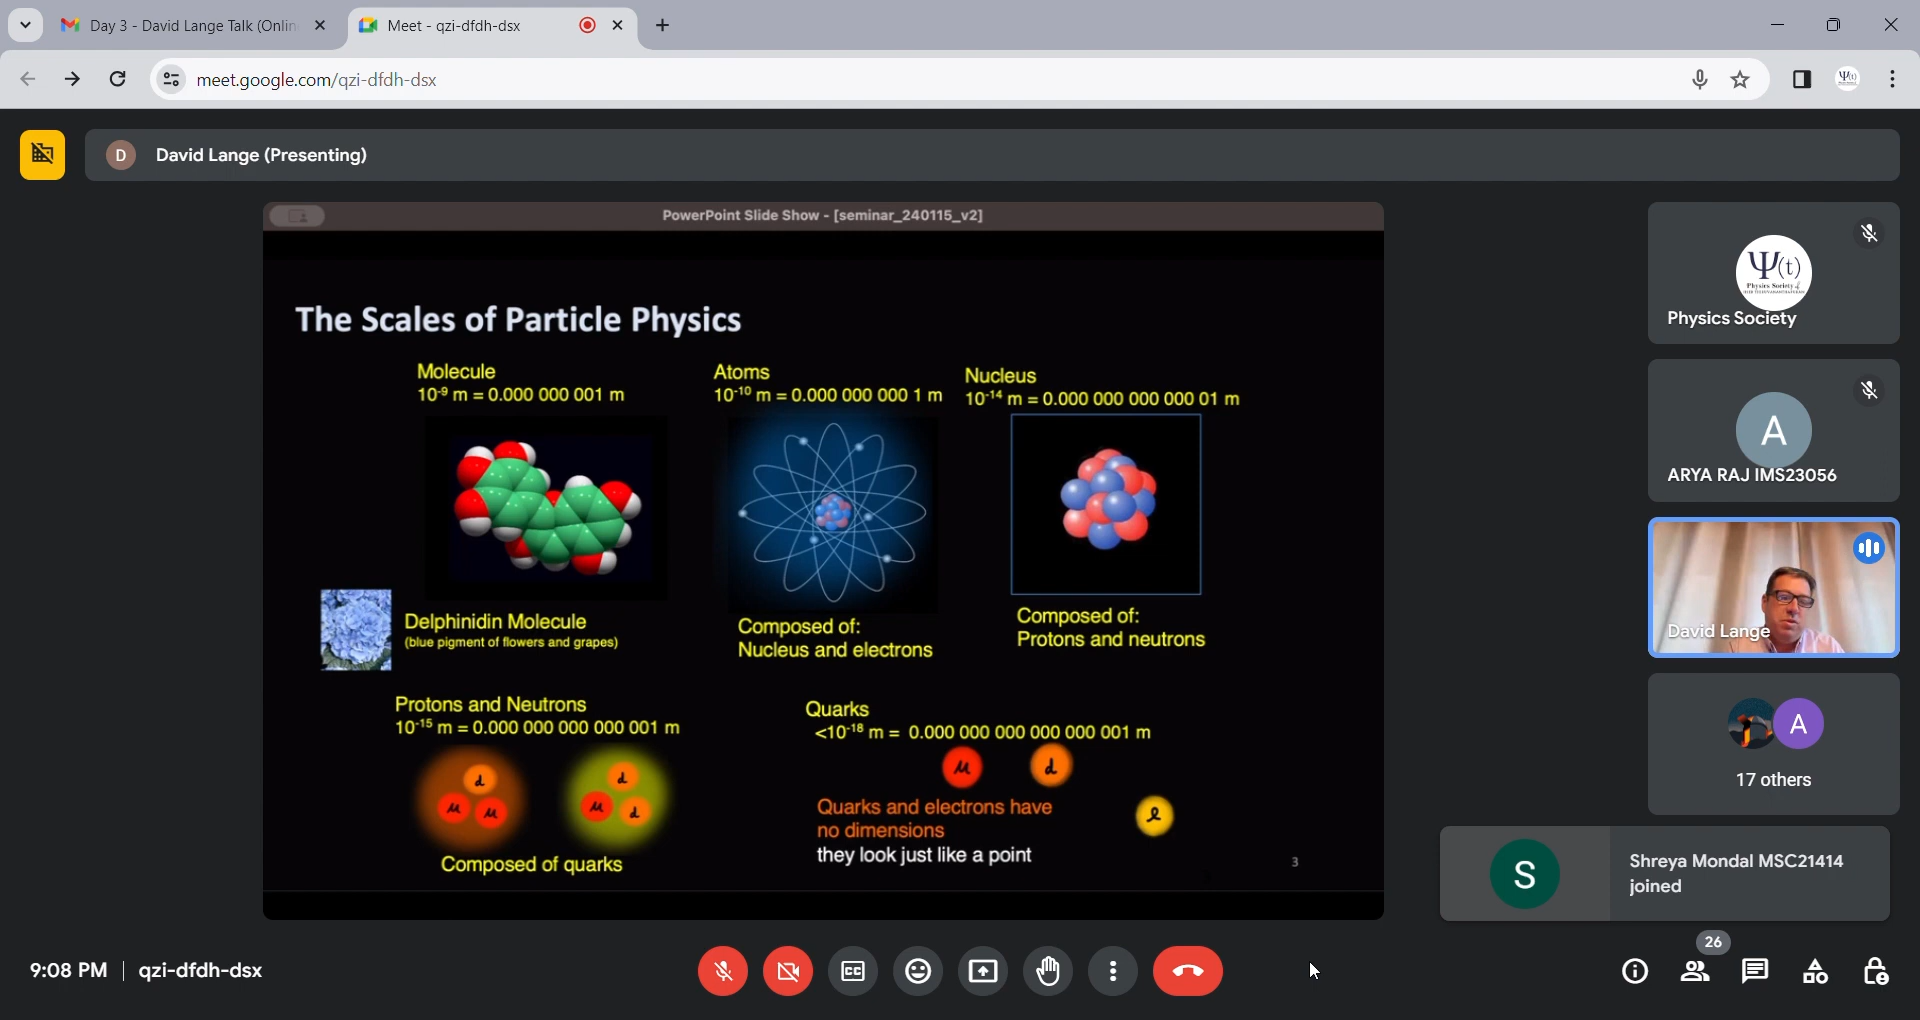 Day 3 - David Lange Talk (Onlin
Meet - qzi-dfdh-dsx
meet.google.com/qzi-dfdh-dsx
Ψ(t)
D
David Lange (Presenting)
PowerPoint Slide Show - [seminar_240115_v2]
The Scales of Particle Physics
Molecule
10⁻⁹ m = 0.000 000 001 m
Atoms
10⁻¹⁰ m = 0.000 000 000 1 m
Nucleus
10⁻¹⁴ m = 0.000 000 000 000 01 m
Delphinidin Molecule
(blue pigment of flowers and grapes)
Composed of:
Nucleus and electrons
Composed of:
Protons and neutrons
Protons and Neutrons
10⁻¹⁵ m = 0.000 000 000 000 001 m
d
u u
d
u d
Composed of quarks
Quarks
<10⁻¹⁸ m = 0.000 000 000 000 000 001 m
u d
Quarks and electrons have
no dimensions
they look just like a point
e
3
Ψ(t)
Physics Society of
Physics Society
A
ARYA RAJ IMS23056
David Lange
A
17 others
S
Shreya Mondal MSC21414
joined
9:08 PM | qzi-dfdh-dsx
CC
26